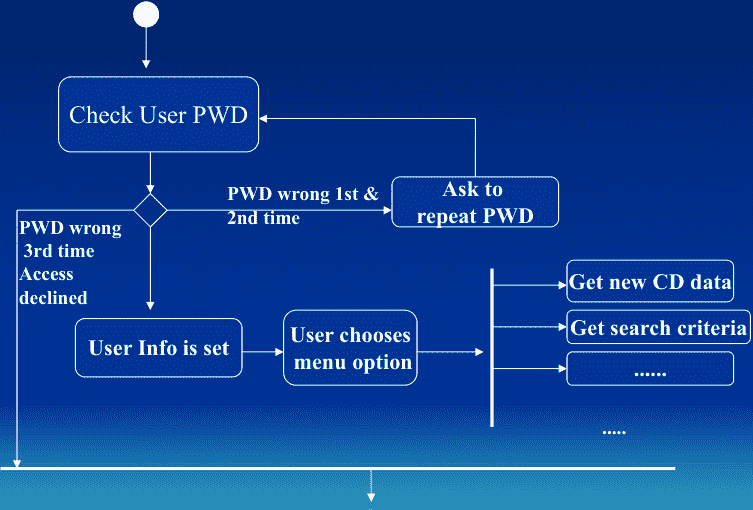 Check User PWD
PWD wrong 1st &
2nd time
Ask to
repeat PWD
PWD wrong
3rd time
Access
declined
User Info is set
User chooses
menu option
Get new CD data
Get search criteria
......
.....